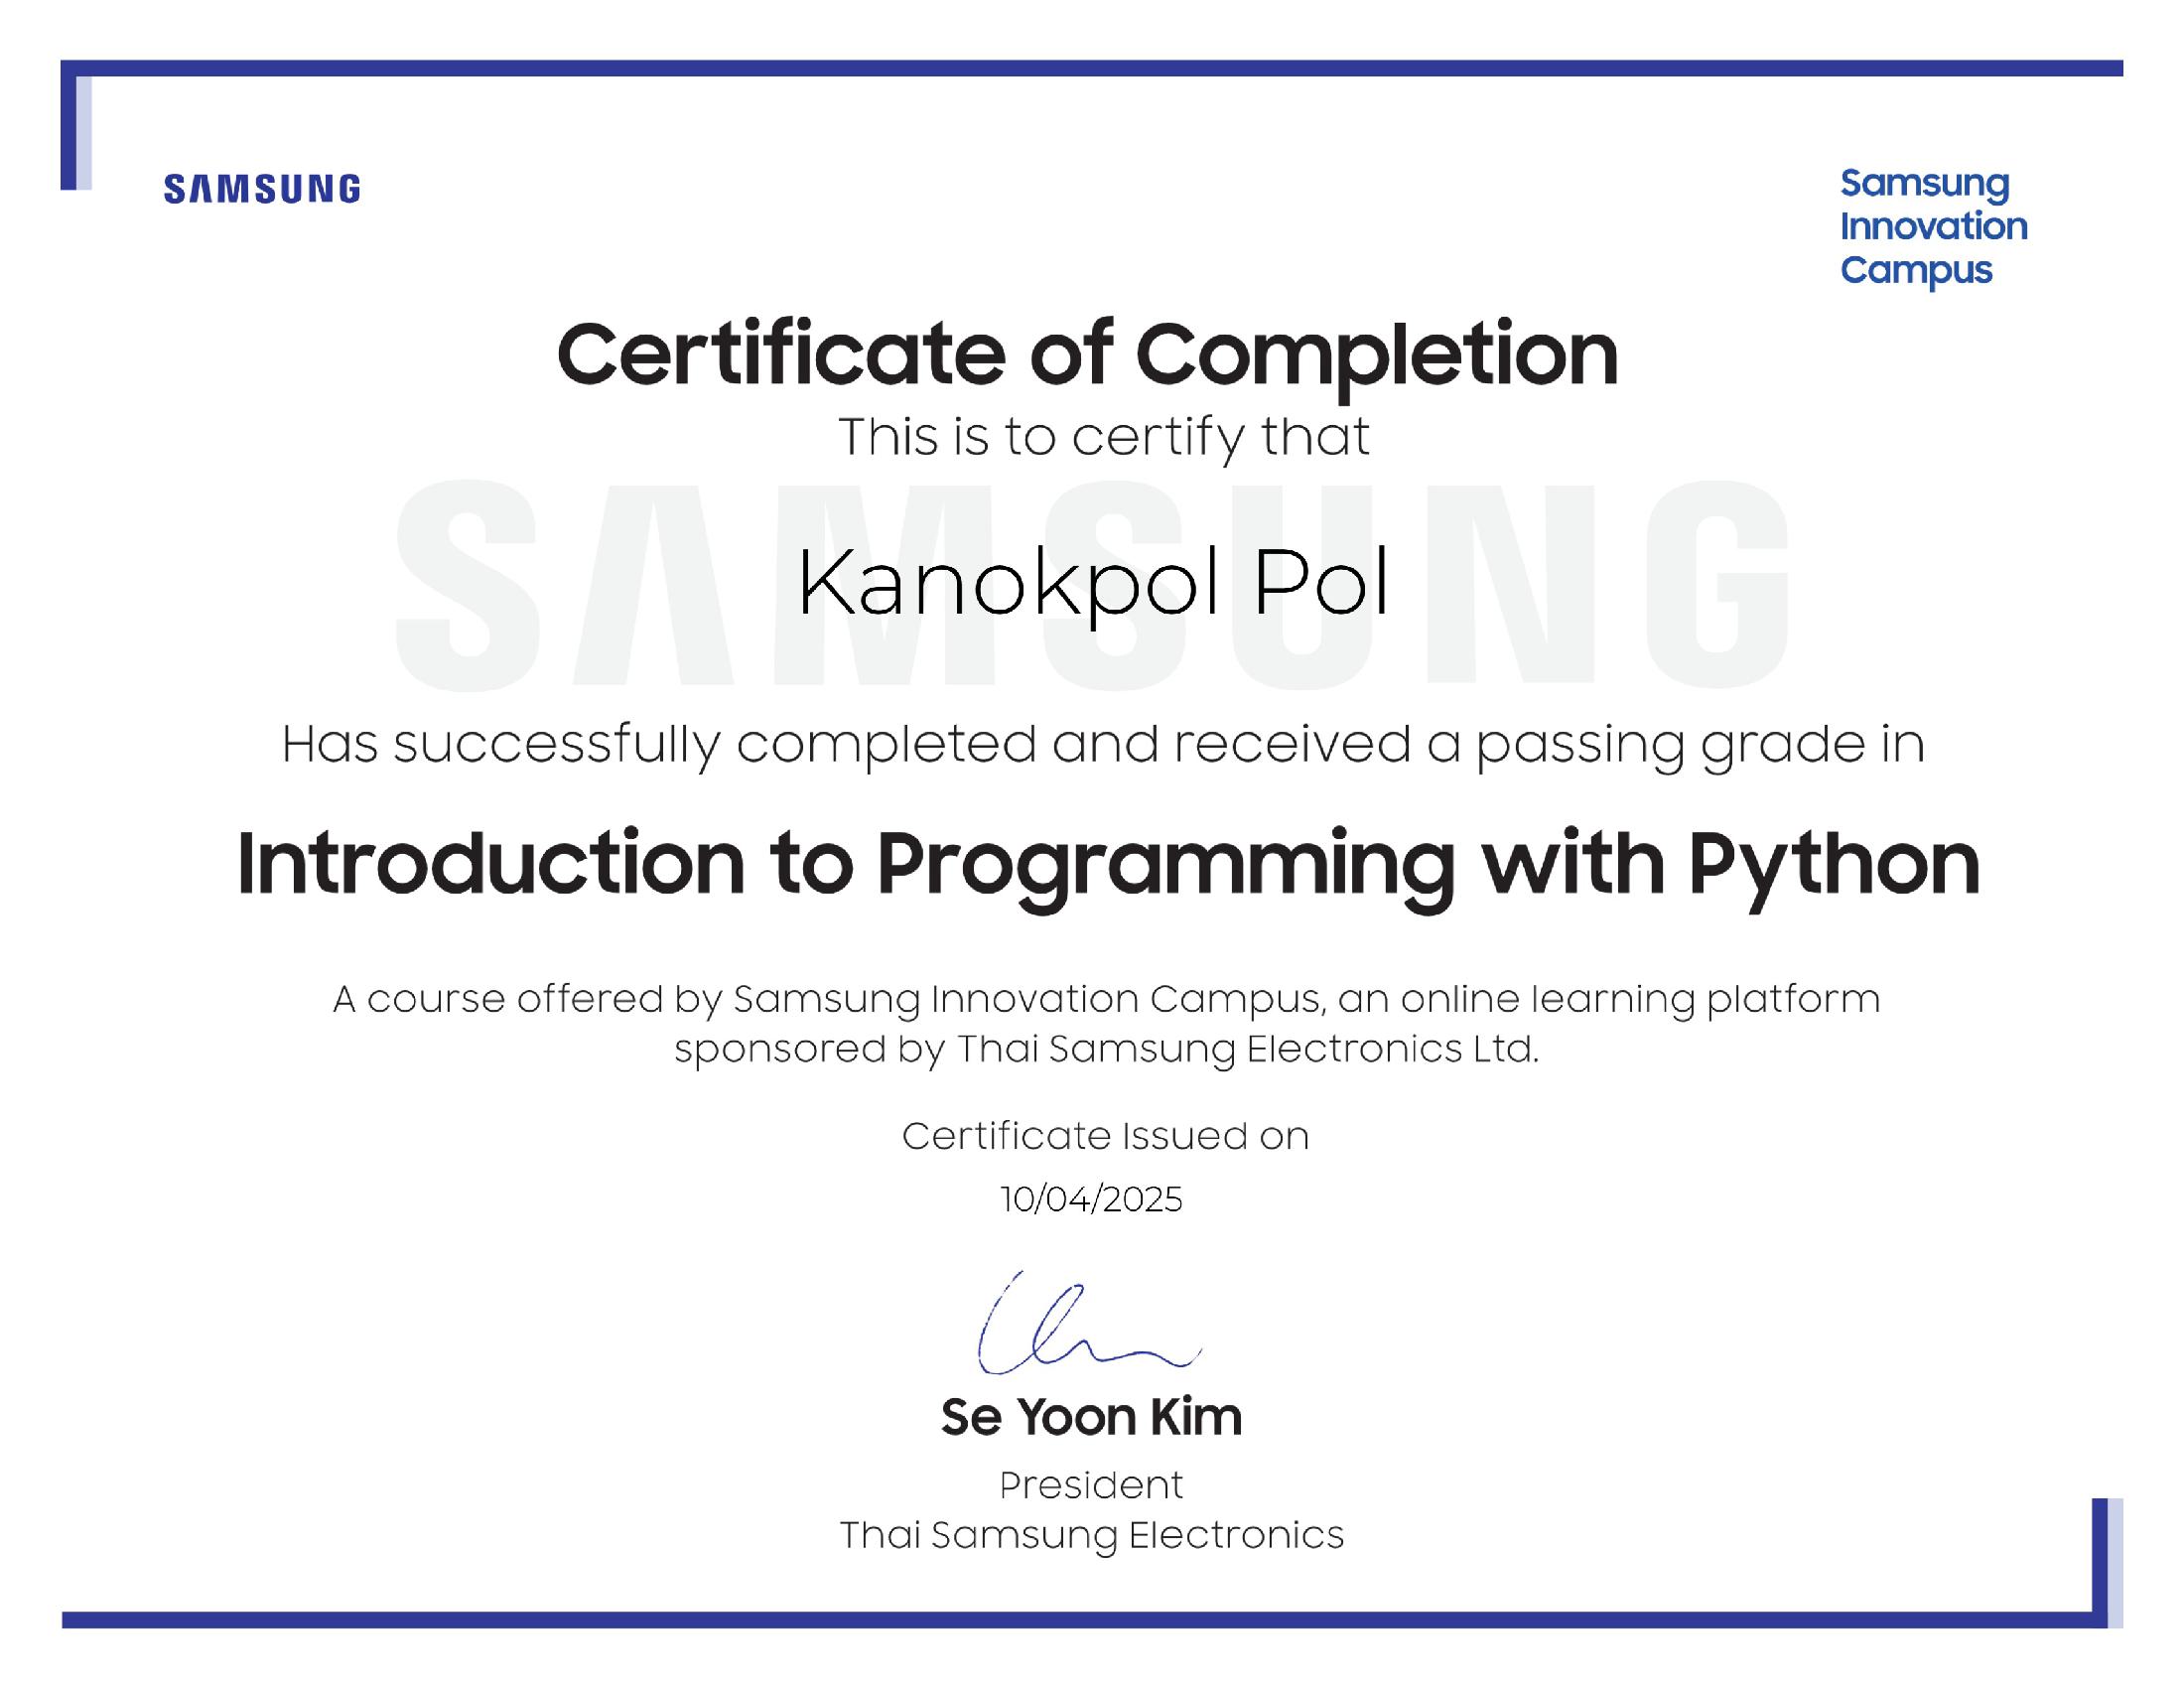 SAMSUNG
Samsung
Innovation
Campus
Certificate of Completion
This is to certify that
SAMSUNG
Kanokpol Pol
Has successfully completed and received a passing grade in
Introduction to Programming with Python
A course offered by Samsung Innovation Campus, an online learning platform
sponsored by Thai Samsung Electronics Ltd.
Certificate Issued on
10/04/2025
Se Yoon Kim
President
Thai Samsung Electronics